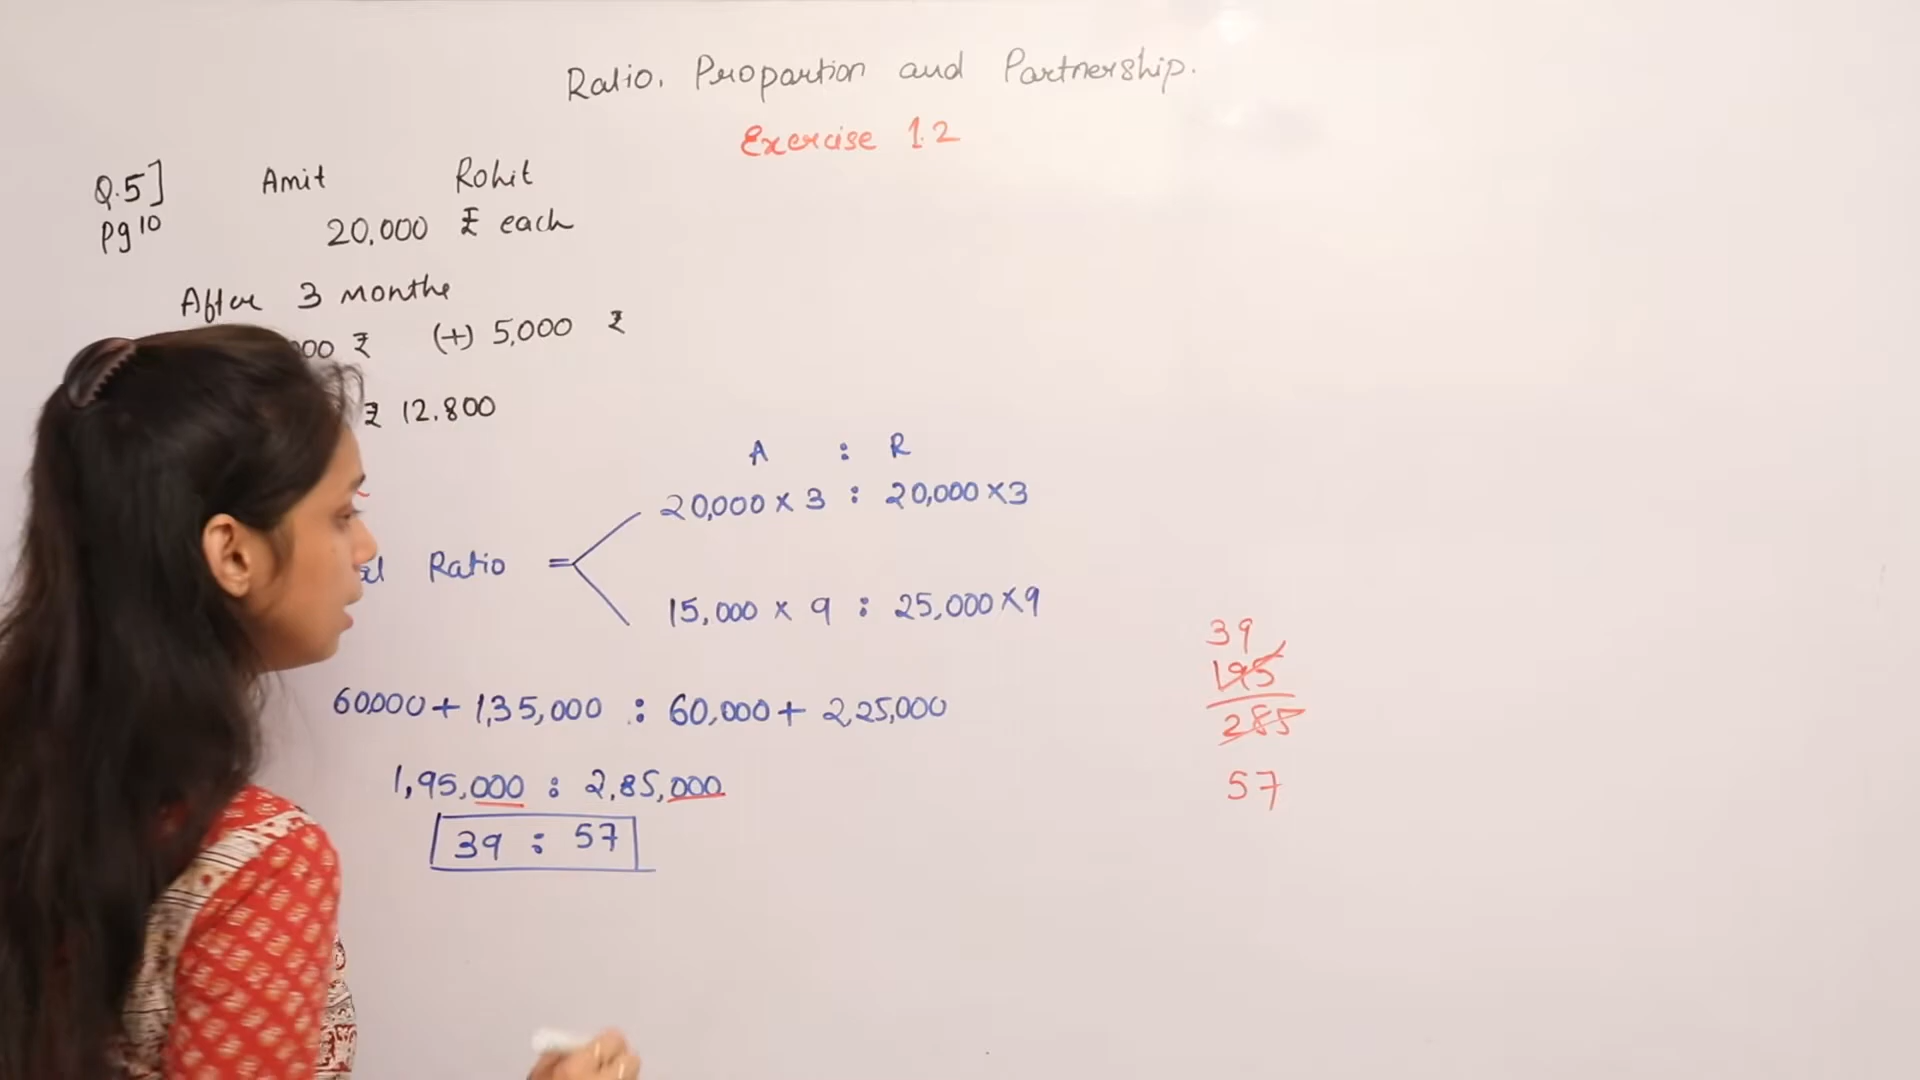 Ratio, Proportion and Partnership.
Exercise 1.2
Q.5] Amit Rohit
Pg 10 20,000 ₹ each
After 3 months
000 ₹ (+) 5,000 ₹
₹ 12,800
A : R
20,000 × 3 : 20,000 × 3
Ratio =
15,000 × 9 : 25,000 × 9
60,000 + 1,35,000 : 60,000 + 2,25,000
1,95,000 : 2,85,000
39 : 57
39
195
285
57